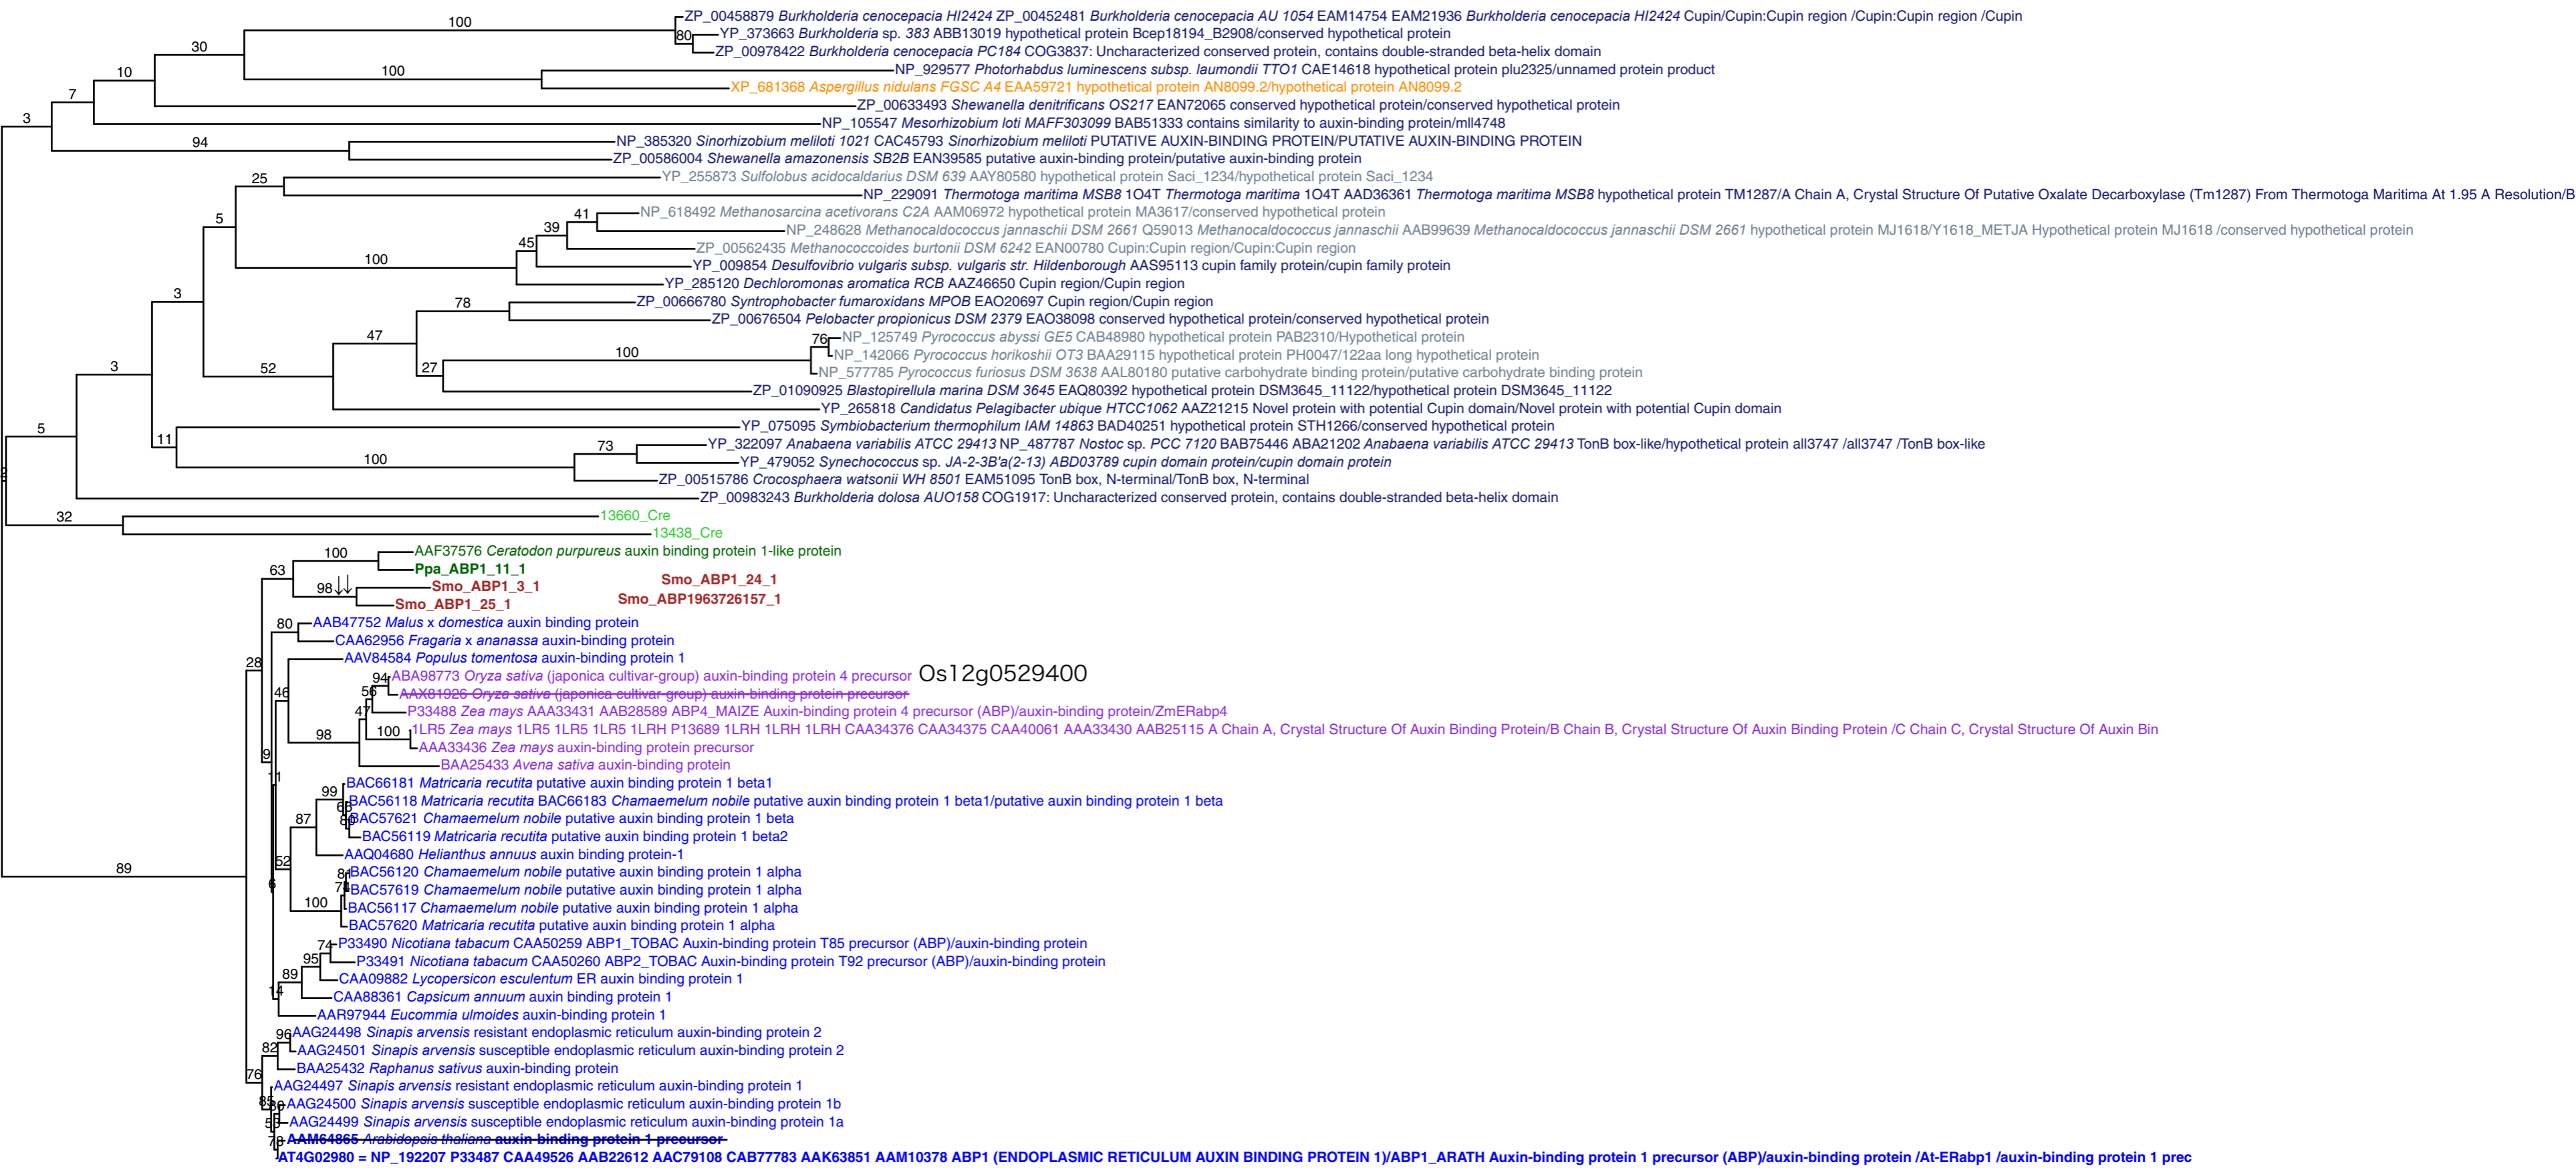 100
ZP_00458879 Burkholderia cenocepacia HI2424 ZP_00452481 Burkholderia cenocepacia AU 1054 EAM14754 EAM21936 Burkholderia cenocepacia HI2424 Cupin/Cupin:Cupin region /Cupin:Cupin region /Cupin
80
YP_373663 Burkholderia sp. 383 ABB13019 hypothetical protein Bcep18194_B2908/conserved hypothetical protein
30
ZP_00978422 Burkholderia cenocepacia PC184 COG3837: Uncharacterized conserved protein, contains double-stranded beta-helix domain
10
100
NP_929577 Photorhabdus luminescens subsp. laumondii TTO1 CAE14618 hypothetical protein plu2325/unnamed protein product
XP_681368 Aspergillus nidulans FGSC A4 EAA59721 hypothetical protein AN8099.2/hypothetical protein AN8099.2
7
ZP_00633493 Shewanella denitrificans OS217 EAN72065 conserved hypothetical protein/conserved hypothetical protein
3
NP_105547 Mesorhizobium loti MAFF303099 BAB51333 contains similarity to auxin-binding protein/mll4748
94
NP_385320 Sinorhizobium meliloti 1021 CAC45793 Sinorhizobium meliloti PUTATIVE AUXIN-BINDING PROTEIN/PUTATIVE AUXIN-BINDING PROTEIN
ZP_00586004 Shewanella amazonensis SB2B EAN39585 putative auxin-binding protein/putative auxin-binding protein
25
YP_255873 Sulfolobus acidocaldarius DSM 639 AAY80580 hypothetical protein Saci_1234/hypothetical protein Saci_1234
NP_229091 Thermotoga maritima MSB8 1O4T Thermotoga maritima 1O4T AAD36361 Thermotoga maritima MSB8 hypothetical protein TM1287/A Chain A, Crystal Structure Of Putative Oxalate Decarboxylase (Tm1287) From Thermotoga Maritima At 1.95 A Resolution/B
5
41
NP_618492 Methanosarcina acetivorans C2A AAM06972 hypothetical protein MA3617/conserved hypothetical protein
39
NP_248628 Methanocaldococcus jannaschii DSM 2661 Q59013 Methanocaldococcus jannaschii AAB99639 Methanocaldococcus jannaschii DSM 2661 hypothetical protein MJ1618/Y1618_METJA Hypothetical protein MJ1618 /conserved hypothetical protein
45
ZP_00562435 Methanococcoides burtonii DSM 6242 EAN00780 Cupin:Cupin region/Cupin:Cupin region
100
YP_009854 Desulfovibrio vulgaris subsp. vulgaris str. Hildenborough AAS95113 cupin family protein/cupin family protein
YP_285120 Dechloromonas aromatica RCB AAZ46650 Cupin region/Cupin region
3
78
ZP_00666780 Syntrophobacter fumaroxidans MPOB EAO20697 Cupin region/Cupin region
ZP_00676504 Pelobacter propionicus DSM 2379 EAO38098 conserved hypothetical protein/conserved hypothetical protein
47
76
NP_125749 Pyrococcus abyssi GE5 CAB48980 hypothetical protein PAB2310/Hypothetical protein
100
NP_142066 Pyrococcus horikoshii OT3 BAA29115 hypothetical protein PH0047/122aa long hypothetical protein
3
52
27
NP_577785 Pyrococcus furiosus DSM 3638 AAL80180 putative carbohydrate binding protein/putative carbohydrate binding protein
ZP_01090925 Blastopirellula marina DSM 3645 EAQ80392 hypothetical protein DSM3645_11122/hypothetical protein DSM3645_11122
YP_265818 Candidatus Pelagibacter ubique HTCC1062 AAZ21215 Novel protein with potential Cupin domain/Novel protein with potential Cupin domain
5
YP_075095 Symbiobacterium thermophilum IAM 14863 BAD40251 hypothetical protein STH1266/conserved hypothetical protein
11
73
YP_322097 Anabaena variabilis ATCC 29413 NP_487787 Nostoc sp. PCC 7120 BAB75446 ABA21202 Anabaena variabilis ATCC 29413 TonB box-like/hypothetical protein all3747 /all3747 /TonB box-like
100
YP_479052 Synechococcus sp. JA-2-3B'a(2-13) ABD03789 cupin domain protein/cupin domain protein
2
ZP_00515786 Crocosphaera watsonii WH 8501 EAM51095 TonB box, N-terminal/TonB box, N-terminal
ZP_00983243 Burkholderia dolosa AUO158 COG1917: Uncharacterized conserved protein, contains double-stranded beta-helix domain
32
13660_Cre
13438_Cre
100
AAF37576 Ceratodon purpureus auxin binding protein 1-like protein
63
Ppa_ABP1_11_1
98
Smo_ABP1_3_1
Smo_ABP1_24_1
Smo_ABP1_25_1
Smo_ABP1963726157_1
80
AAB47752 Malus x domestica auxin binding protein
CAA62956 Fragaria x ananassa auxin-binding protein
28
AAV84584 Populus tomentosa auxin-binding protein 1
94
ABA98773 Oryza sativa (japonica cultivar-group) auxin-binding protein 4 precursor Os12g0529400
46
56
AAX81926 Oryza sativa (japonica cultivar-group) auxin-binding protein precursor
47
P33488 Zea mays AAA33431 AAB28589 ABP4_MAIZE Auxin-binding protein 4 precursor (ABP)/auxin-binding protein/ZmERabp4
98
100
1LR5 Zea mays 1LR5 1LR5 1LR5 1LRH P13689 1LRH 1LRH 1LRH CAA34376 CAA34375 CAA40061 AAA33430 AAB25115 A Chain A, Crystal Structure Of Auxin Binding Protein/B Chain B, Crystal Structure Of Auxin Binding Protein /C Chain C, Crystal Structure Of Auxin Bin
AAA33436 Zea mays auxin-binding protein precursor
9
BAA25433 Avena sativa auxin-binding protein
11
BAC66181 Matricaria recutita putative auxin binding protein 1 beta1
99
BAC56118 Matricaria recutita BAC66183 Chamaemelum nobile putative auxin binding protein 1 beta1/putative auxin binding protein 1 beta
87
BAC57621 Chamaemelum nobile putative auxin binding protein 1 beta
BAC56119 Matricaria recutita putative auxin binding protein 1 beta2
52
AAQ04680 Helianthus annuus auxin binding protein-1
89
BAC56120 Chamaemelum nobile putative auxin binding protein 1 alpha
6
BAC57619 Chamaemelum nobile putative auxin binding protein 1 alpha
100
BAC56117 Chamaemelum nobile putative auxin binding protein 1 alpha
BAC57620 Matricaria recutita putative auxin binding protein 1 alpha
74
P33490 Nicotiana tabacum CAA50259 ABP1_TOBAC Auxin-binding protein T85 precursor (ABP)/auxin-binding protein
95
P33491 Nicotiana tabacum CAA50260 ABP2_TOBAC Auxin-binding protein T92 precursor (ABP)/auxin-binding protein
89
CAA09882 Lycopersicon esculentum ER auxin binding protein 1
14
CAA88361 Capsicum annuum auxin binding protein 1
AAR97944 Eucommia ulmoides auxin-binding protein 1
96
AAG24498 Sinapis arvensis resistant endoplasmic reticulum auxin-binding protein 2
82
AAG24501 Sinapis arvensis susceptible endoplasmic reticulum auxin-binding protein 2
76
BAA25432 Raphanus sativus auxin-binding protein
AAG24497 Sinapis arvensis resistant endoplasmic reticulum auxin-binding protein 1
AAG24500 Sinapis arvensis susceptible endoplasmic reticulum auxin-binding protein 1b
AAG24499 Sinapis arvensis susceptible endoplasmic reticulum auxin-binding protein 1a
AAM64865 Arabidopsis thaliana auxin-binding protein 1 precursor
AT4G02980 = NP_192207 P33487 CAA49526 AAB22612 AAC79108 CAB77783 AAK63851 AAM10378 ABP1 (ENDOPLASMIC RETICULUM AUXIN BINDING PROTEIN 1)/ABP1_ARATH Auxin-binding protein 1 precursor (ABP)/auxin-binding protein /At-ERabp1 /auxin-binding protein 1 prec